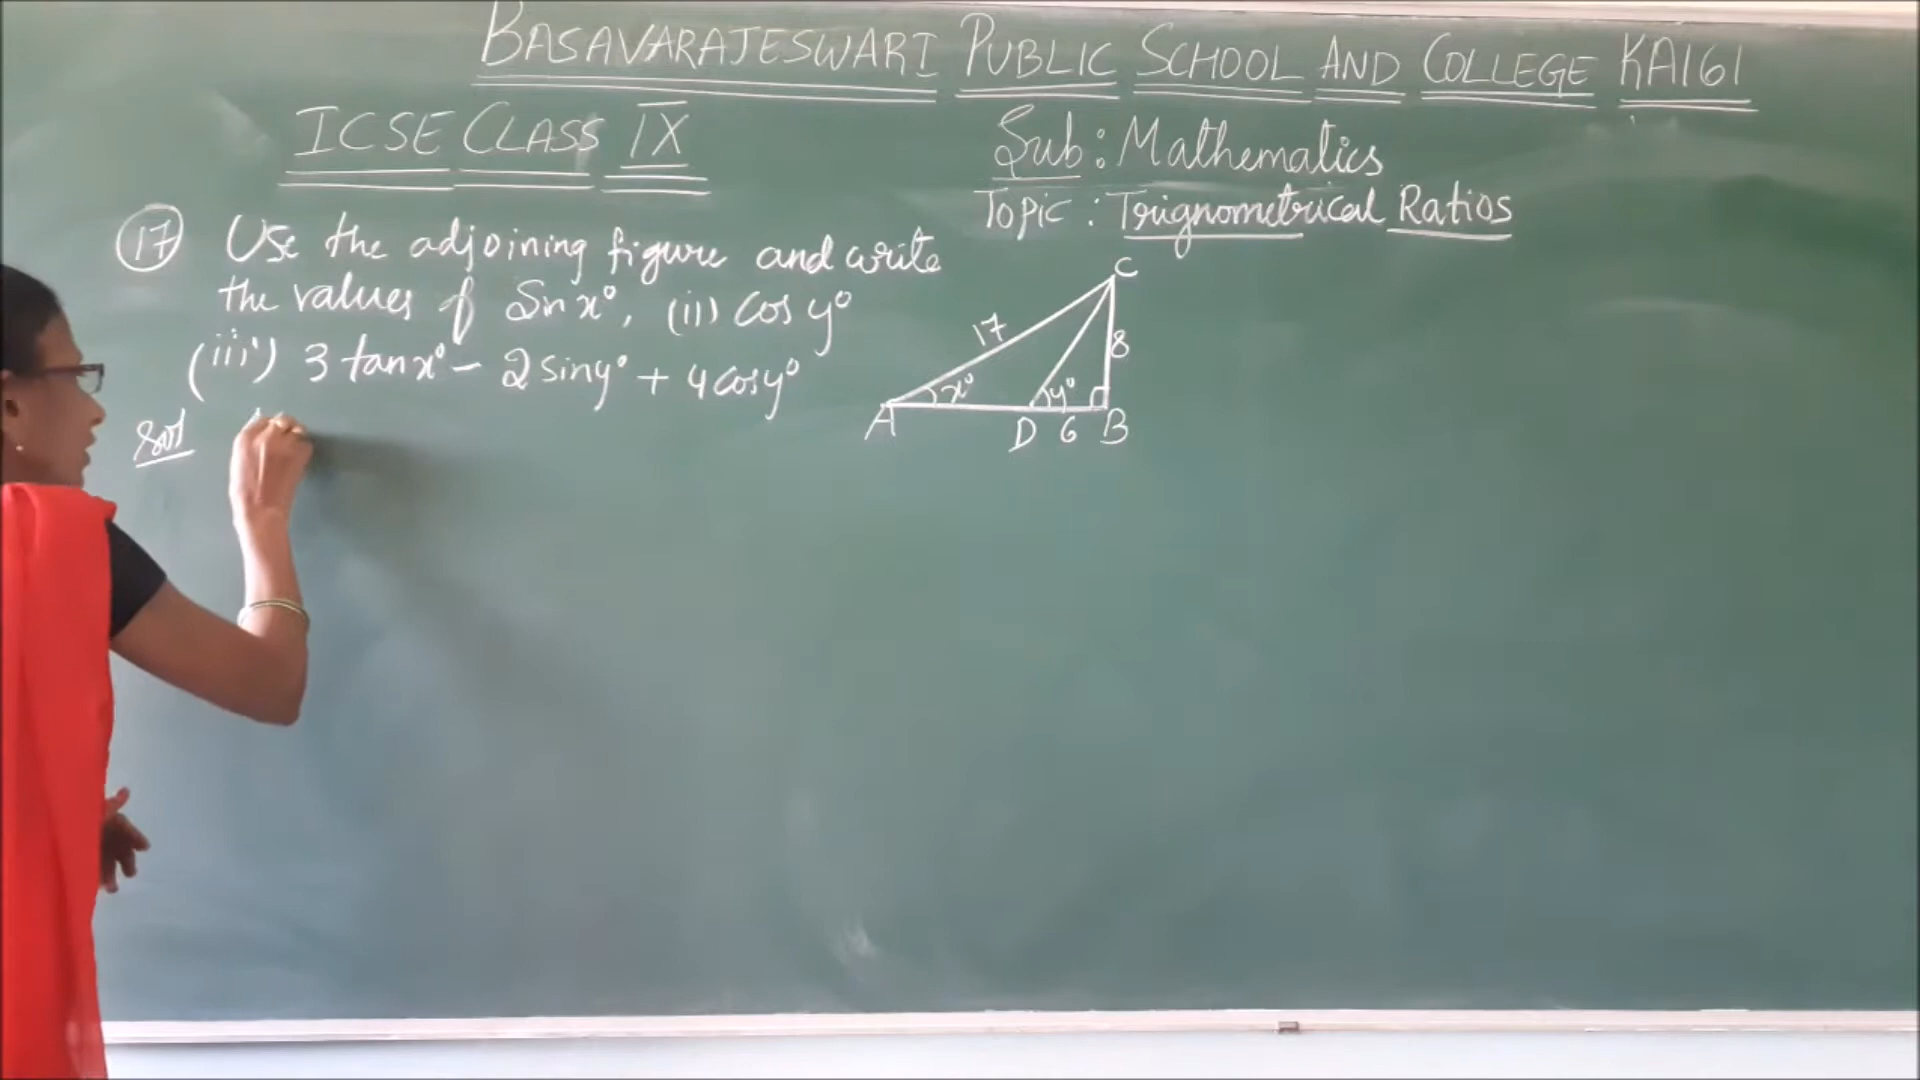 BASAVARAJESWARI PUBLIC SCHOOL AND COLLEGE KA161
ICSE CLASS IX
Sub: Mathematics
Topic: Trignometrical Ratios
17 Use the adjoining figure and write
the values of Sin x°, (ii) cos y°
(iii) 3 tan x° - 2 sin y° + 4 cos y°
C
17
8
x°
y°
A D 6 B